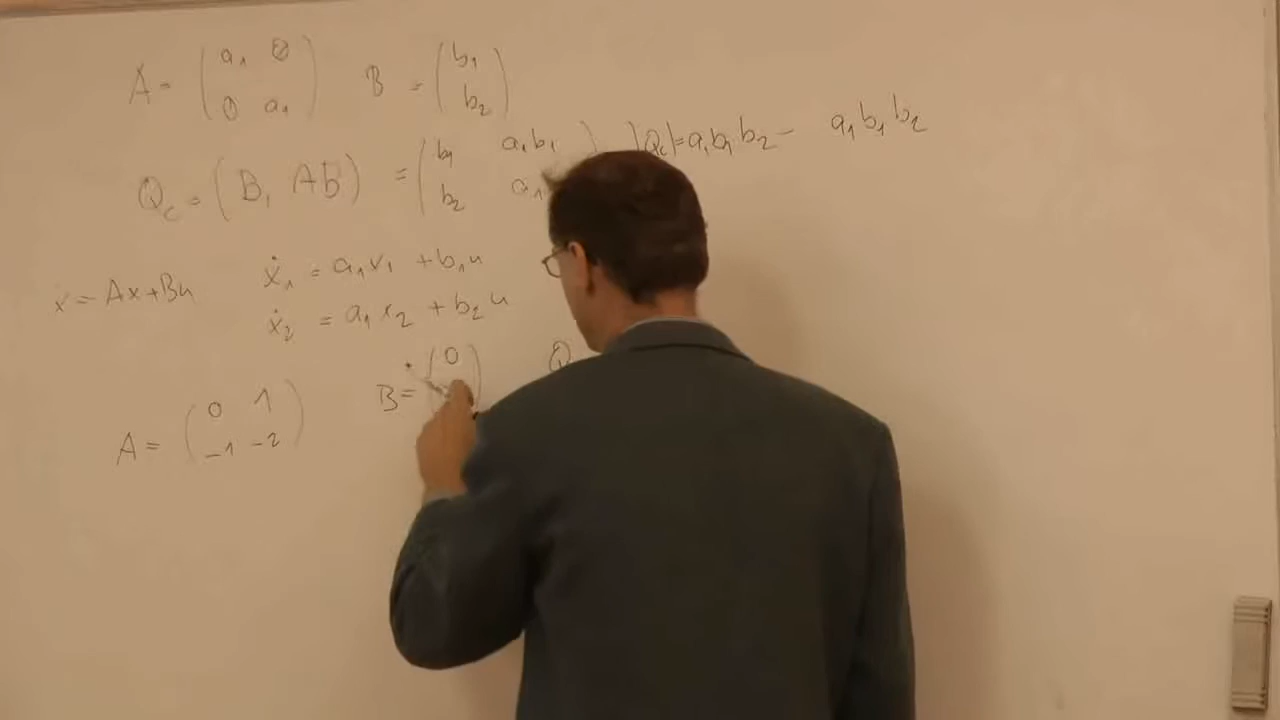 A = ( a₁ 0 ) B = ( b₁ )
( 0 a₁ ) ( b₂ )
Q_c = ( B, Ab ) = ( b₁ a₁b₁ ) |Q_c| = a₁b₁b₂ - a₁b₁b₂
( b₂ a₁
ẋ = Ax+Bu ẋ₁ = a₁x₁ + b₁u
ẋ₂ = a₁x₂ + b₂u
A = ( 0 1 ) B = ( 0 ) Q
( -1 -2 )